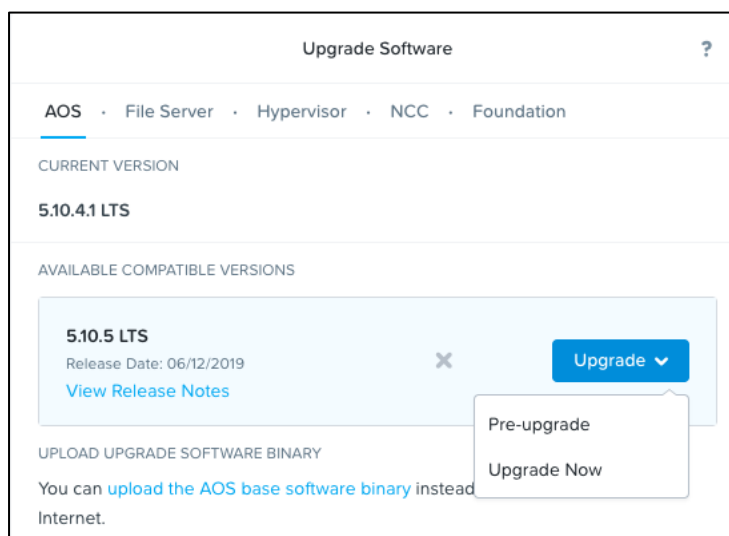 Upgrade Software ?
AOS · File Server · Hypervisor · NCC · Foundation
CURRENT VERSION
5.10.4.1 LTS
AVAILABLE COMPATIBLE VERSIONS
5.10.5 LTS
Release Date: 06/12/2019
View Release Notes
Upgrade
Pre-upgrade
Upgrade Now
UPLOAD UPGRADE SOFTWARE BINARY
You can upload the AOS base software binary instead
Internet.